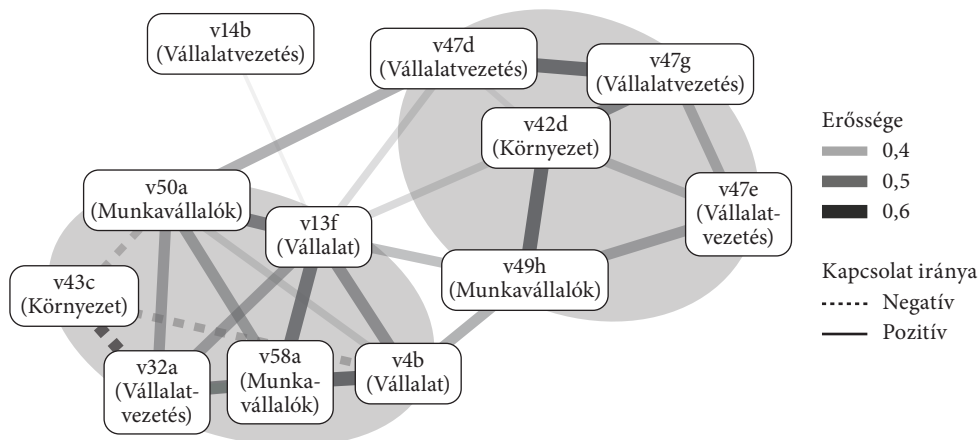 v14b
(Vállalatvezetés)
v47d
(Vállalatvezetés)
v47g
(Vállalatvezetés)
v42d
(Környezet)
v50a
(Munkavállalók)
v47e
(Vállalat-
vezetés)
v13f
(Vállalat)
v49h
(Munkavállalók)
v43c
(Környezet)
v32a
(Vállalat-
vezetés)
v58a
(Munka-
vállalók)
v4b
(Vállalat)
Erőssége
0,4
0,5
0,6
Kapcsolat iránya
Negatív
Pozitív